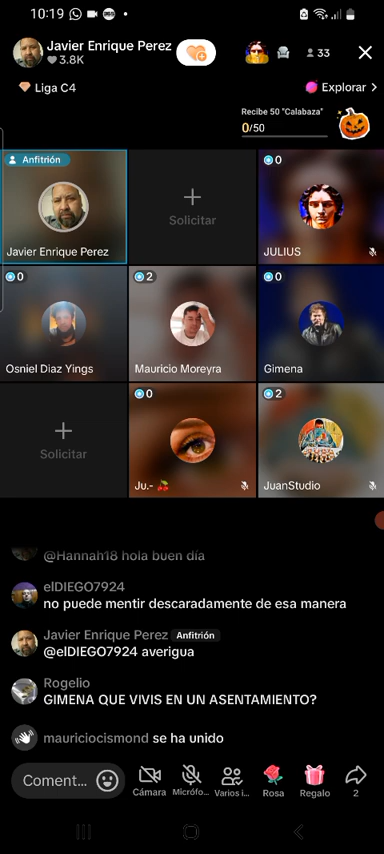 10:19
Javier Enrique Perez
3.8K
33
Liga C4
Explorar
Recibe 50 "Calabaza"
0/50
Anfitrión
Javier Enrique Perez
Solicitar
0
JULIUS
0
Osniel Diaz Yings
2
Mauricio Moreyra
0
Gimena
Solicitar
0
Ju.- 🍒
2
JuanStudio
@Hannah18 hola buen día
elDIEGO7924
no puede mentir descaradamente de esa manera
Javier Enrique Perez Anfitrión
@elDIEGO7924 averigua
Rogelio
GIMENA QUE VIVIS EN UN ASENTAMIENTO?
mauriciocismond se ha unido
Coment...
Cámara
Micrófo...
Varios i...
Rosa
Regalo
2